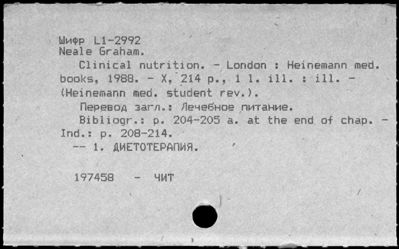 Шифр L1-2992
Neale Graham.
Clinical nutrition. - London : Heinemann med.
books, 1988. - X, 214 p., 1 l. ill. : ill. -
(Heinemann med. student rev.).
Перевод загл.: Лечебное питание.
Bibliogr.: p. 204-205 a. at the end of chap. -
Ind.: p. 208-214.
-- 1. ДИЕТОТЕРАПИЯ.
197458 - ЧИТ